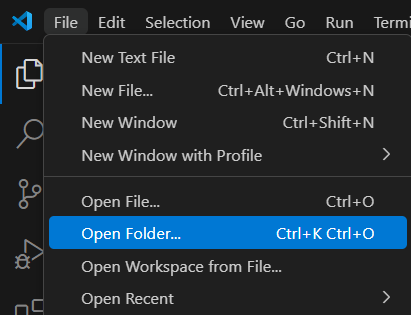 File Edit Selection View Go Run Termi
New Text File Ctrl+N
New File... Ctrl+Alt+Windows+N
New Window Ctrl+Shift+N
New Window with Profile
Open File... Ctrl+O
Open Folder... Ctrl+K Ctrl+O
Open Workspace from File...
Open Recent